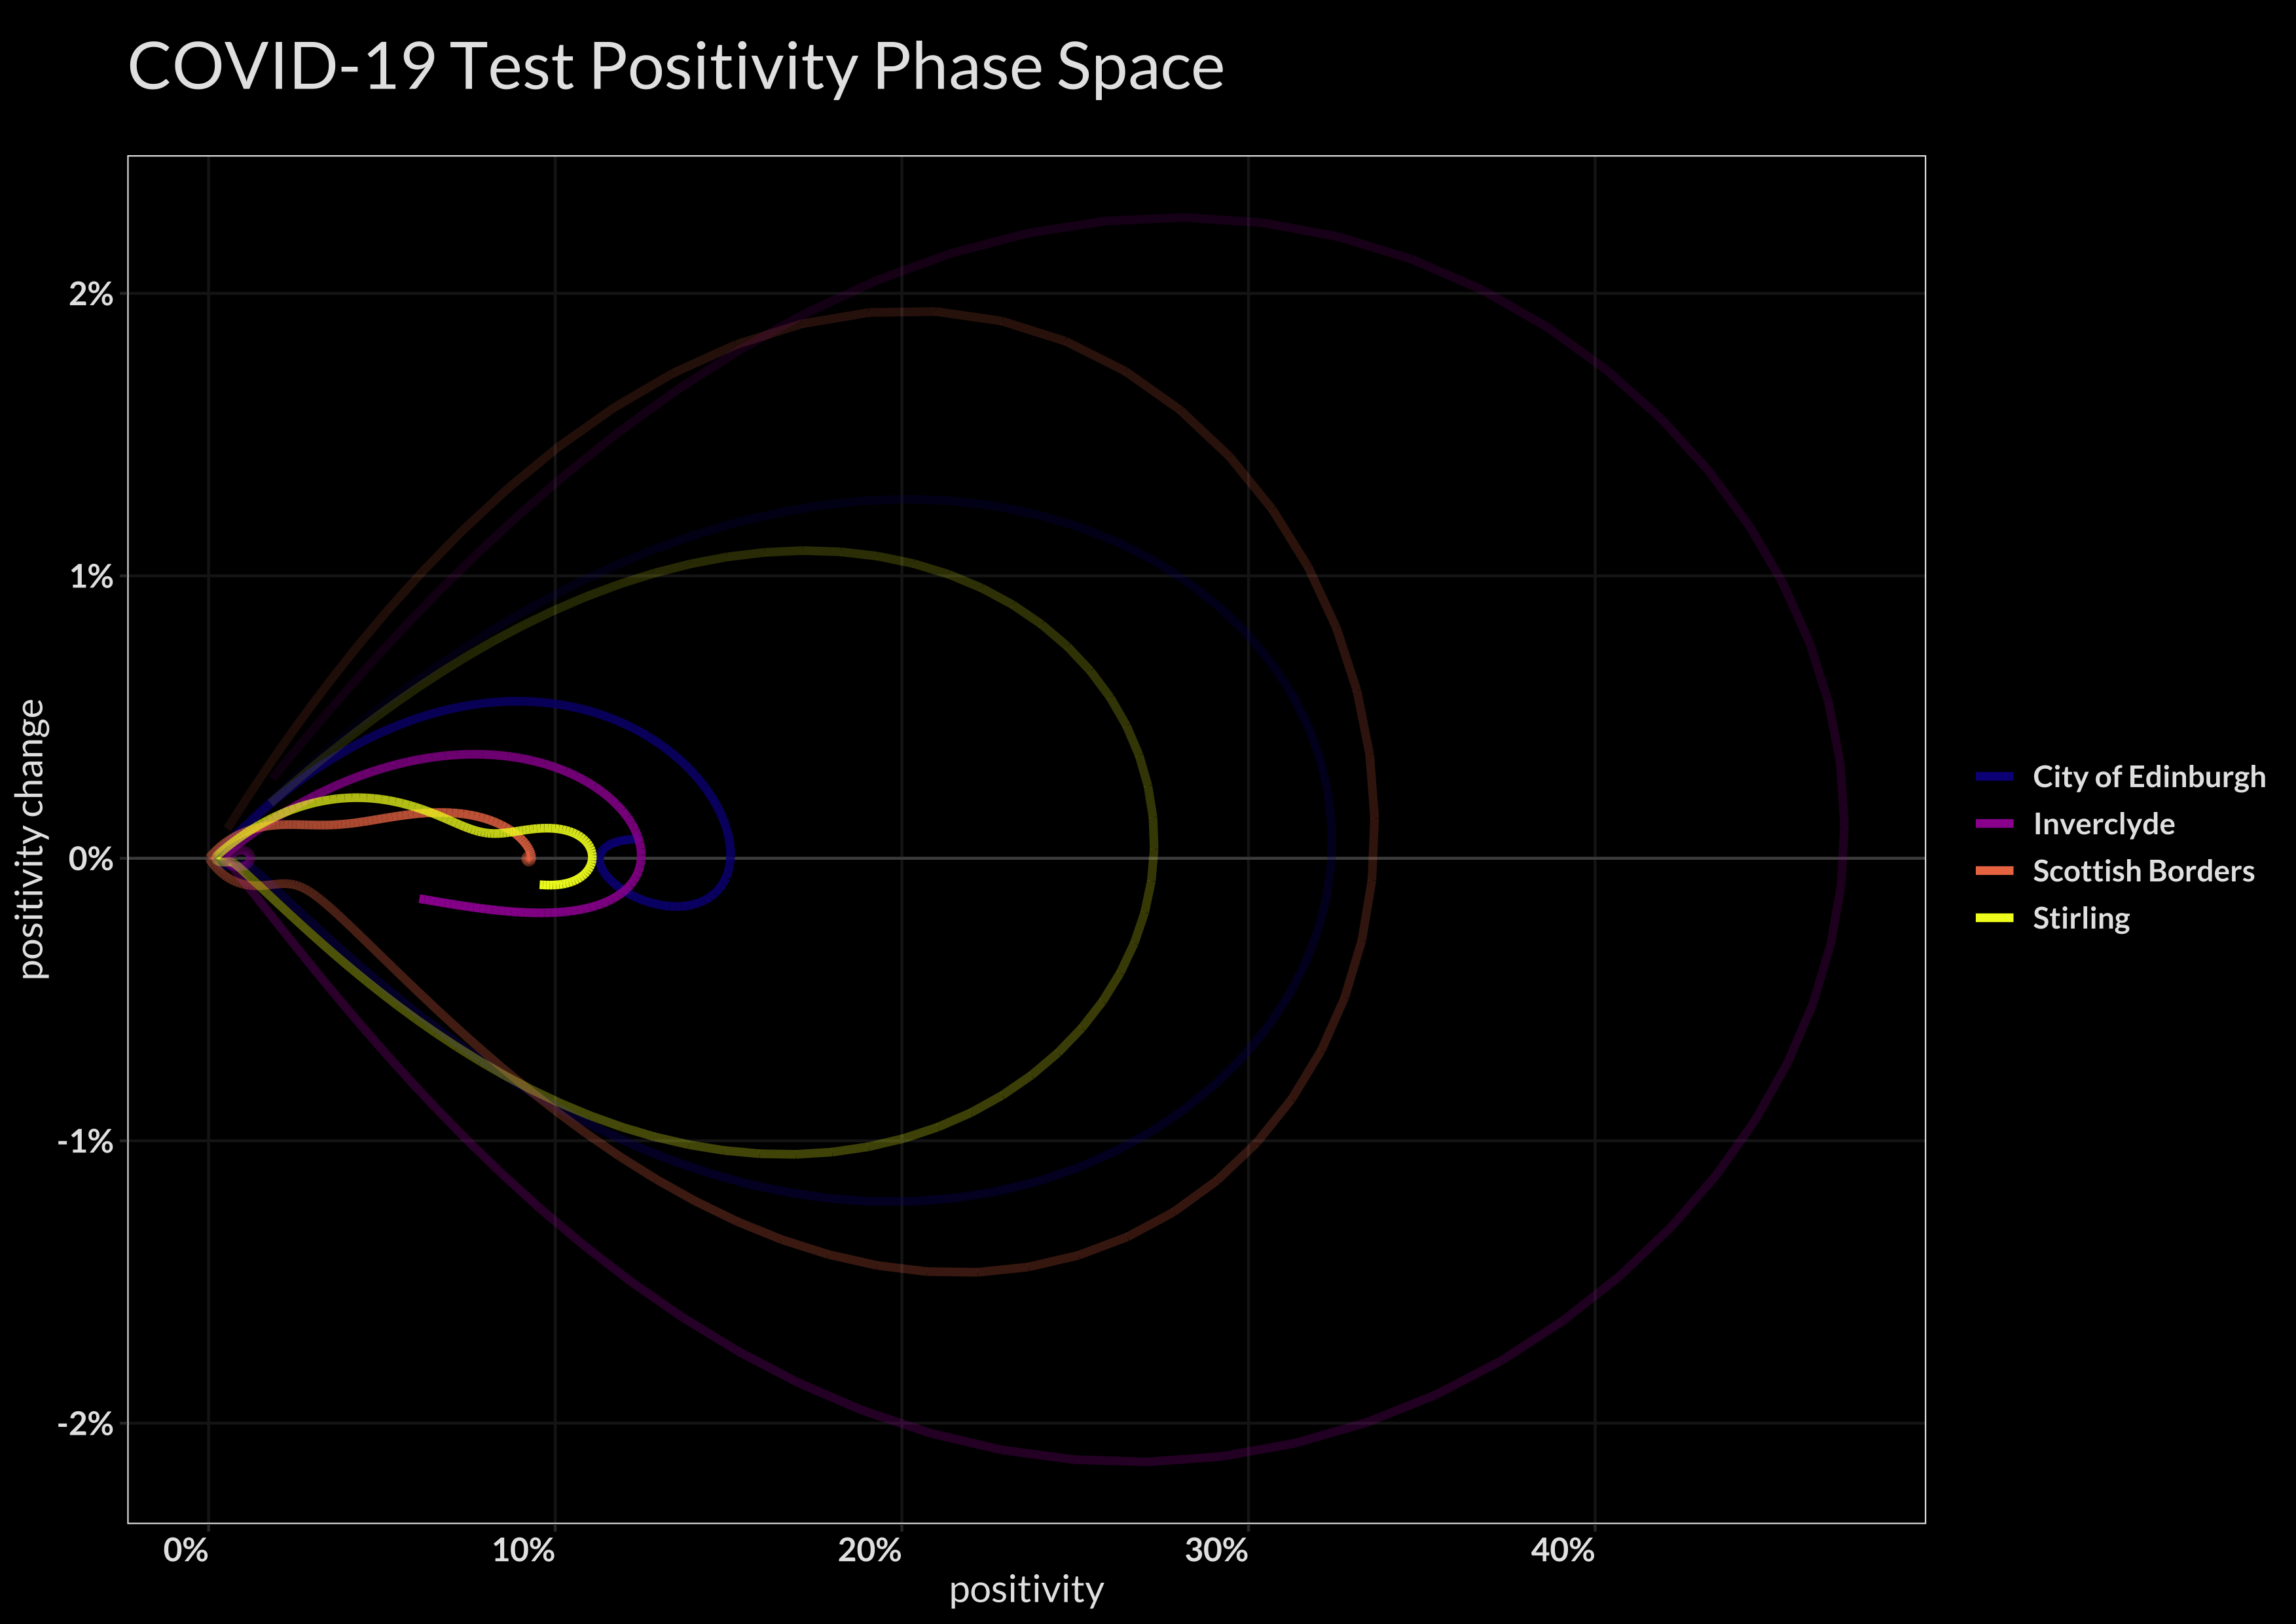 COVID-19 Test Positivity Phase Space
positivity change
2%
1%
0%
-1%
-2%
0%
10%
20%
30%
40%
positivity
City of Edinburgh
Inverclyde
Scottish Borders
Stirling